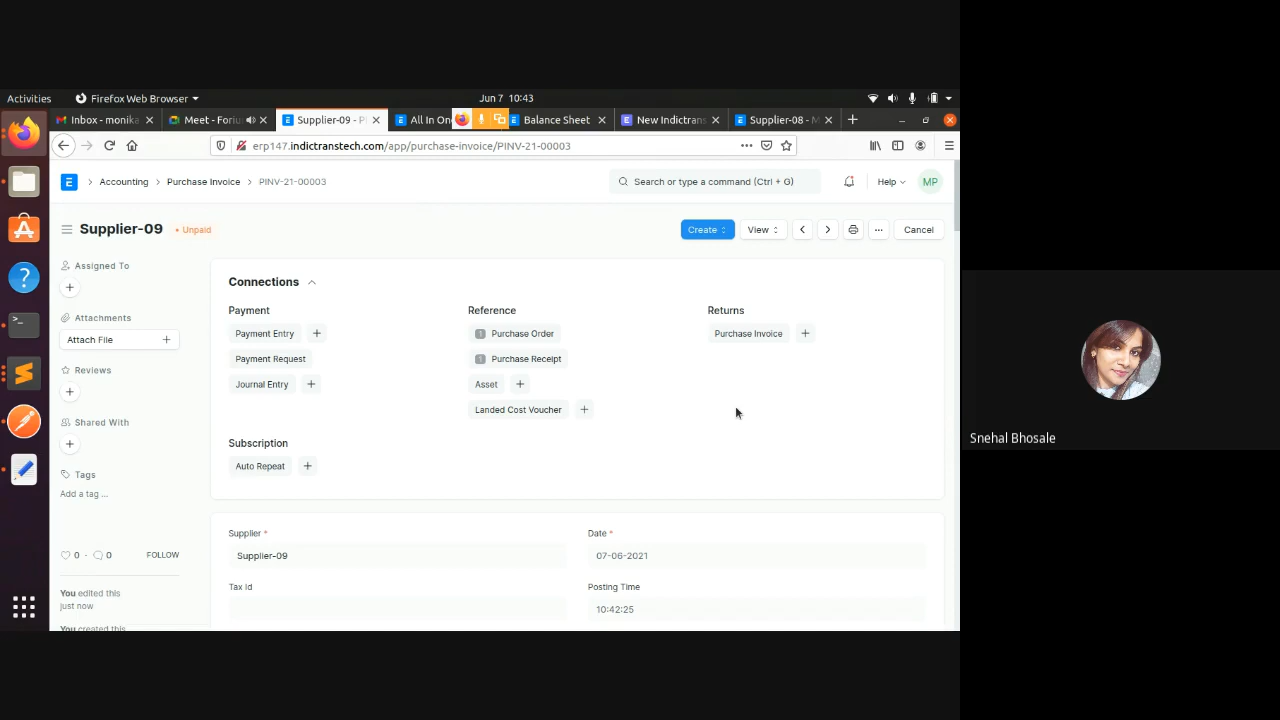 Activities Firefox Web Browser Jun 7 10:43
Inbox - monika Meet - Foriu Supplier-09 - P All In On Balance Sheet New Indictrans Supplier-08 - M
erp147.indictranstech.com/app/purchase-invoice/PINV-21-00003
E Accounting Purchase Invoice PINV-21-00003 Search or type a command (Ctrl + G) Help MP
Supplier-09 Unpaid Create View Cancel
Assigned To
Attachments
Attach File
Reviews
Shared With
Tags
Add a tag ...
0 · 0 FOLLOW
You edited this
just now
You created this
Connections
Payment Reference Returns
Payment Entry 1 Purchase Order Purchase Invoice
Payment Request 1 Purchase Receipt
Journal Entry Asset
Landed Cost Voucher
Subscription
Auto Repeat
Supplier * Date *
Supplier-09 07-06-2021
Tax Id Posting Time
10:42:25
Snehal Bhosale